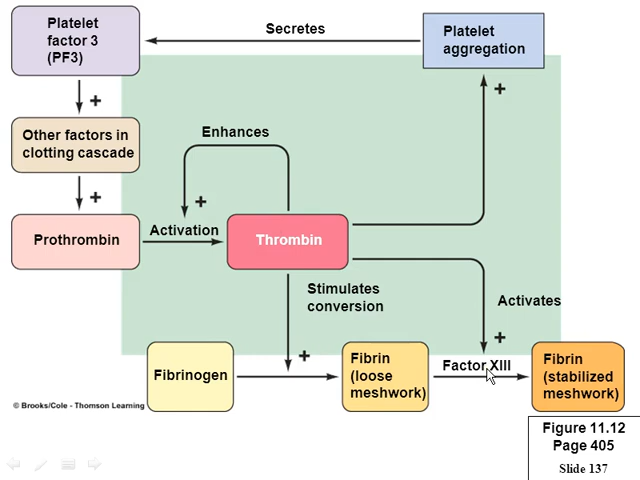 Platelet
factor 3
(PF3)
Secretes
Platelet
aggregation
+
+
Other factors in
clotting cascade
Enhances
+
+
Prothrombin
Activation
Thrombin
Stimulates
conversion
Activates
+
+
Fibrinogen
Fibrin
(loose
meshwork)
Factor XIII
Fibrin
(stabilized
meshwork)
© Brooks/Cole - Thomson Learning
Figure 11.12
Page 405
Slide 137